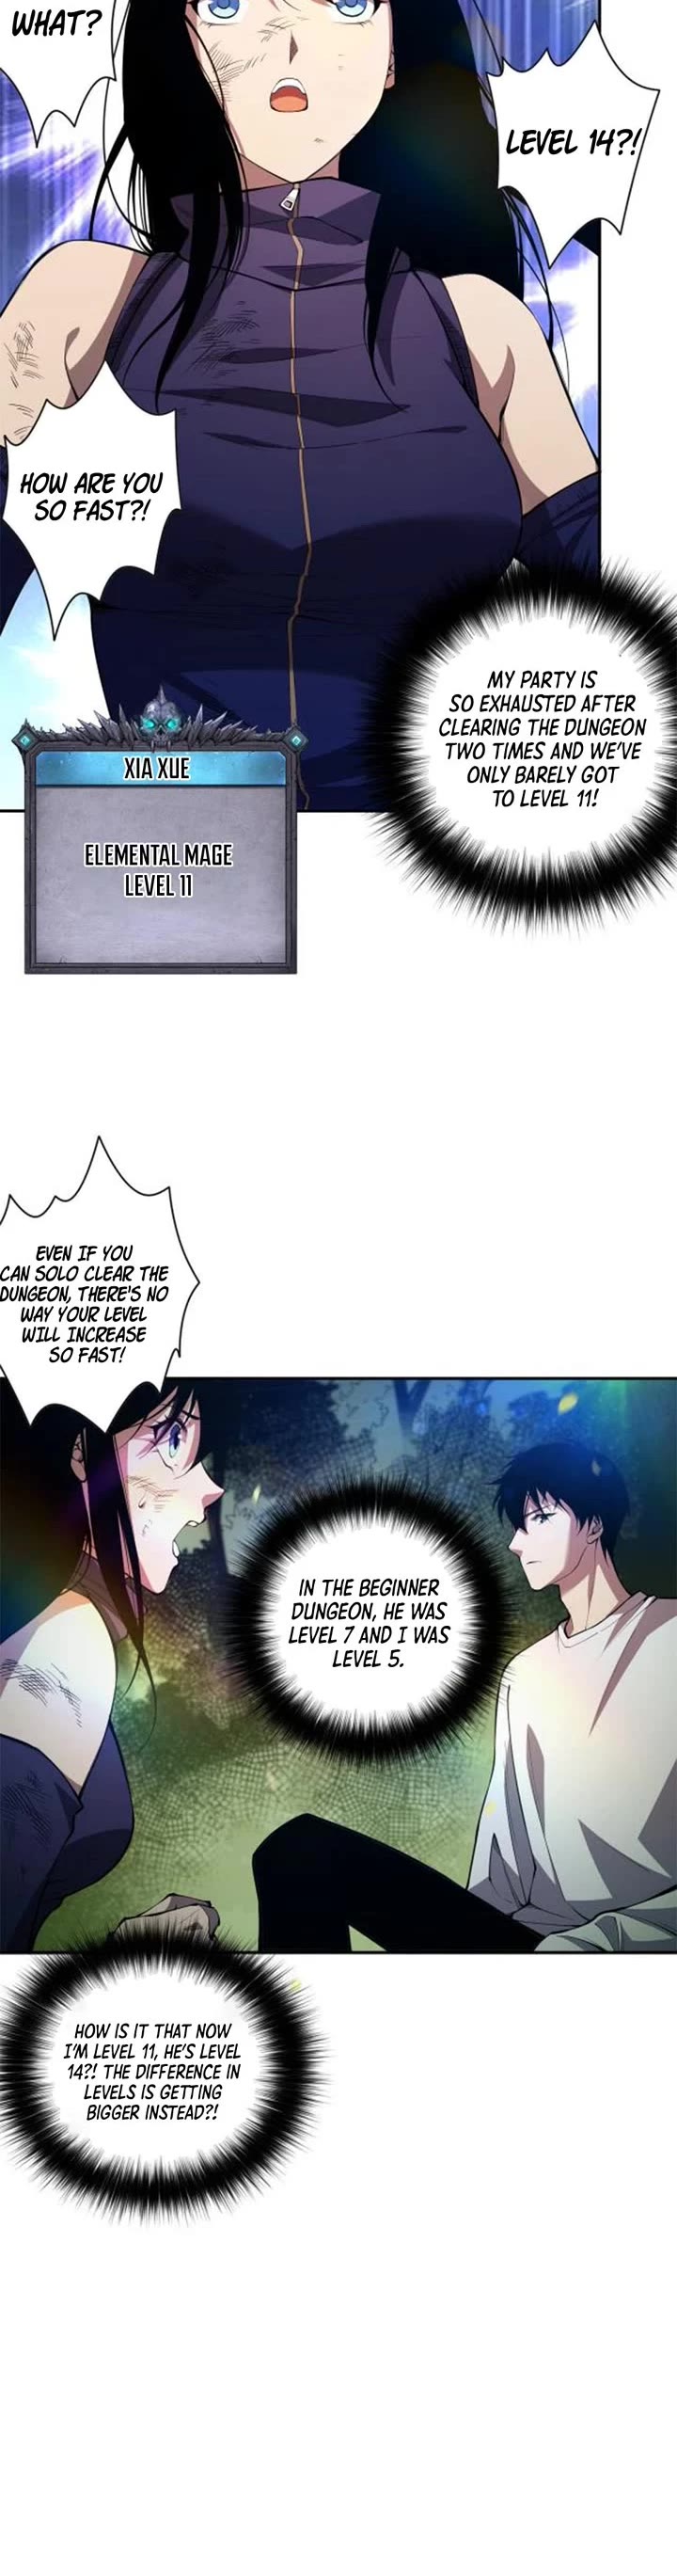 WHAT?
LEVEL 14?!
HOW ARE YOU
SO FAST?!
MY PARTY IS
SO EXHAUSTED AFTER
CLEARING THE DUNGEON
TWO TIMES AND WE'VE
ONLY BARELY GOT
TO LEVEL 11!
XIA XUE
ELEMENTAL MAGE
LEVEL 11
EVEN IF YOU
CAN SOLO CLEAR THE
DUNGEON, THERE'S NO
WAY YOUR LEVEL
WILL INCREASE
SO FAST!
IN THE BEGINNER
DUNGEON, HE WAS
LEVEL 7 AND I WAS
LEVEL 5.
HOW IS IT THAT NOW
I'M LEVEL 11, HE'S LEVEL
14?! THE DIFFERENCE IN
LEVELS IS GETTING
BIGGER INSTEAD?!